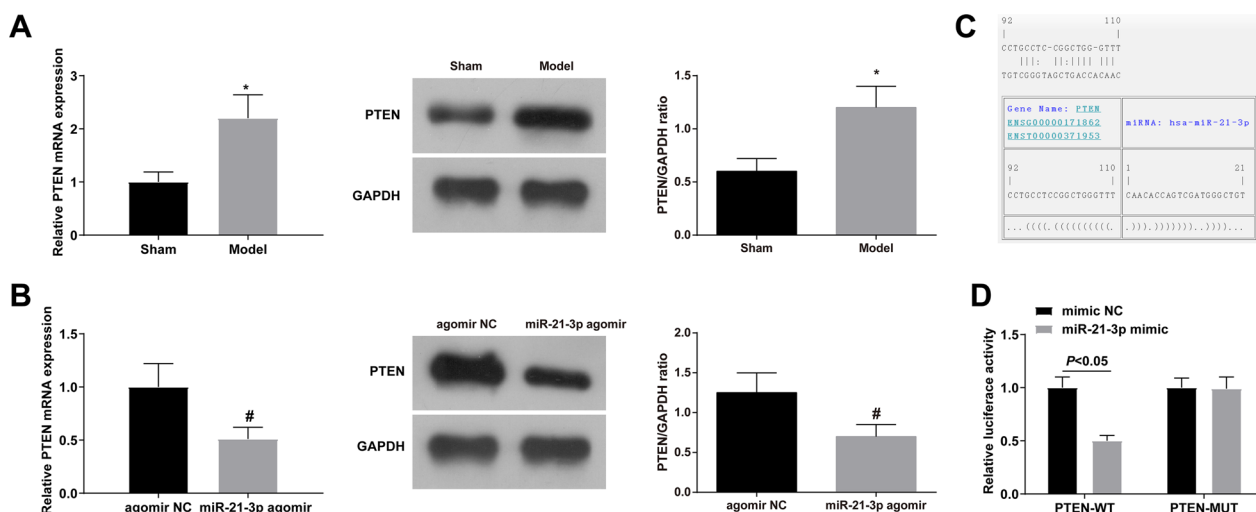 A
Relative PTEN mRNA expression
3
2
1
0
*
Sham
Model
Sham
Model
PTEN
GAPDH
PTEN/GAPDH ratio
1.5
1.0
0.5
0.0
*
Sham
Model
C
92 110
| |
CCTGCCTC-CGGCTGG-GTTT
|||: ||:|||| |||
TGTCGGGTAGCTGACCACAAC
Gene Name: PTEN
ENSG00000171862
ENST00000371953
miRNA: hsa-miR-21-3p
92 110
| |
CCTGCCTCCGGCTGGGTTT
1 21
| |
CAACACCAGTCGATGGGCTGT
...((((.((((((((((.
.))).)))))))..))))...
B
Relative PTEN mRNA expression
1.5
1.0
0.5
0.0
#
agomir NC
miR-21-3p agomir
agomir NC
miR-21-3p agomir
PTEN
GAPDH
PTEN/GAPDH ratio
2.0
1.5
1.0
0.5
0.0
#
agomir NC
miR-21-3p agomir
D
mimic NC
miR-21-3p mimic
Relative luciferace activity
1.5
1.0
0.5
0.0
P<0.05
PTEN-WT
PTEN-MUT